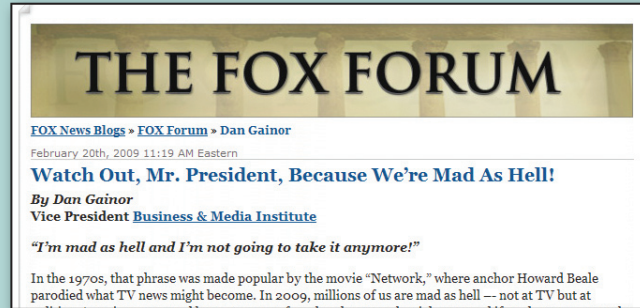 THE FOX FORUM
FOX News Blogs » FOX Forum » Dan Gainor
February 20th, 2009 11:19 AM Eastern
Watch Out, Mr. President, Because We're Mad As Hell!
By Dan Gainor
Vice President Business & Media Institute
“I'm mad as hell and I'm not going to take it anymore!”
In the 1970s, that phrase was made popular by the movie “Network,” where anchor Howard Beale
parodied what TV news might become. In 2009, millions of us are mad as hell –- not at TV but at